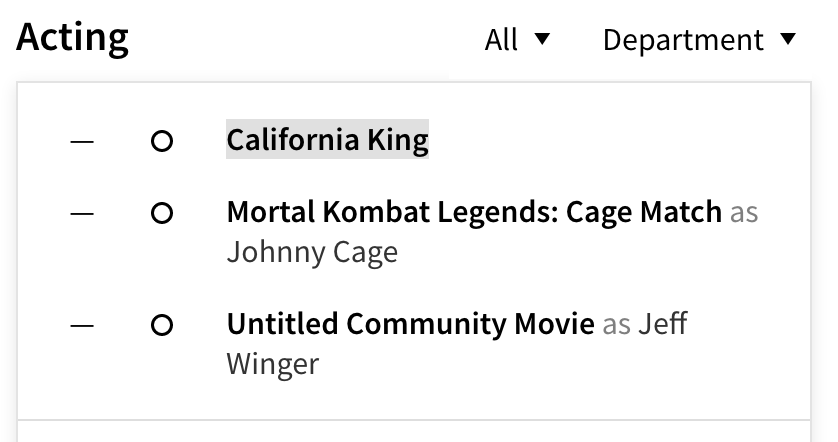 Acting
All Department
— California King
— Mortal Kombat Legends: Cage Match as
Johnny Cage
— Untitled Community Movie as Jeff
Winger